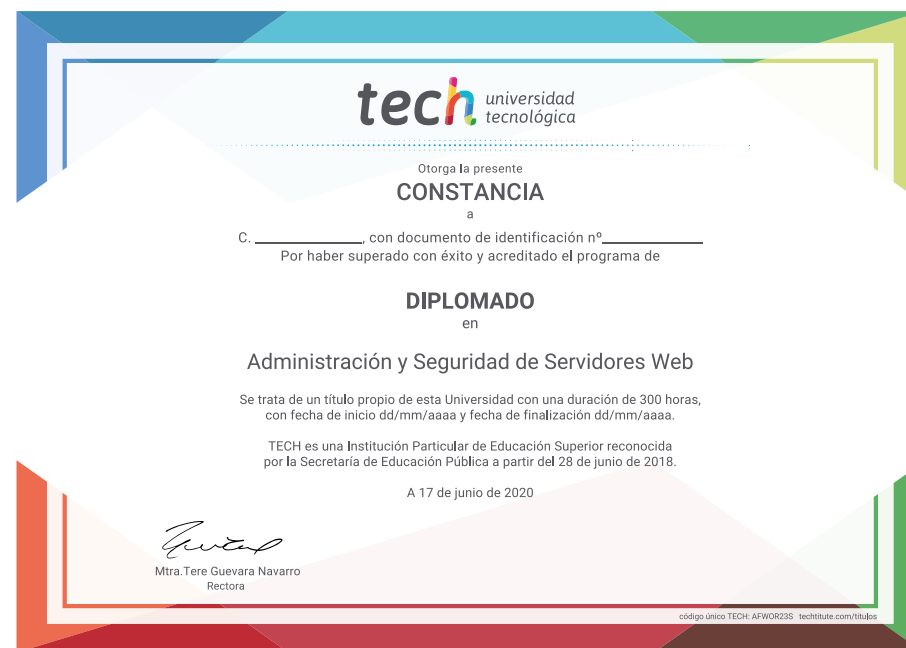 tech universidad
tecnológica
Otorga la presente
CONSTANCIA
a
C. ______________, con documento de identificación nº_____________
Por haber superado con éxito y acreditado el programa de
DIPLOMADO
en
Administración y Seguridad de Servidores Web
Se trata de un título propio de esta Universidad con una duración de 300 horas,
con fecha de inicio dd/mm/aaaa y fecha de finalización dd/mm/aaaa.
TECH es una Institución Particular de Educación Superior reconocida
por la Secretaría de Educación Pública a partir del 28 de junio de 2018.
A 17 de junio de 2020
Mtra.Tere Guevara Navarro
Rectora
código único TECH: AFWOR23S techtitute.com/titulos